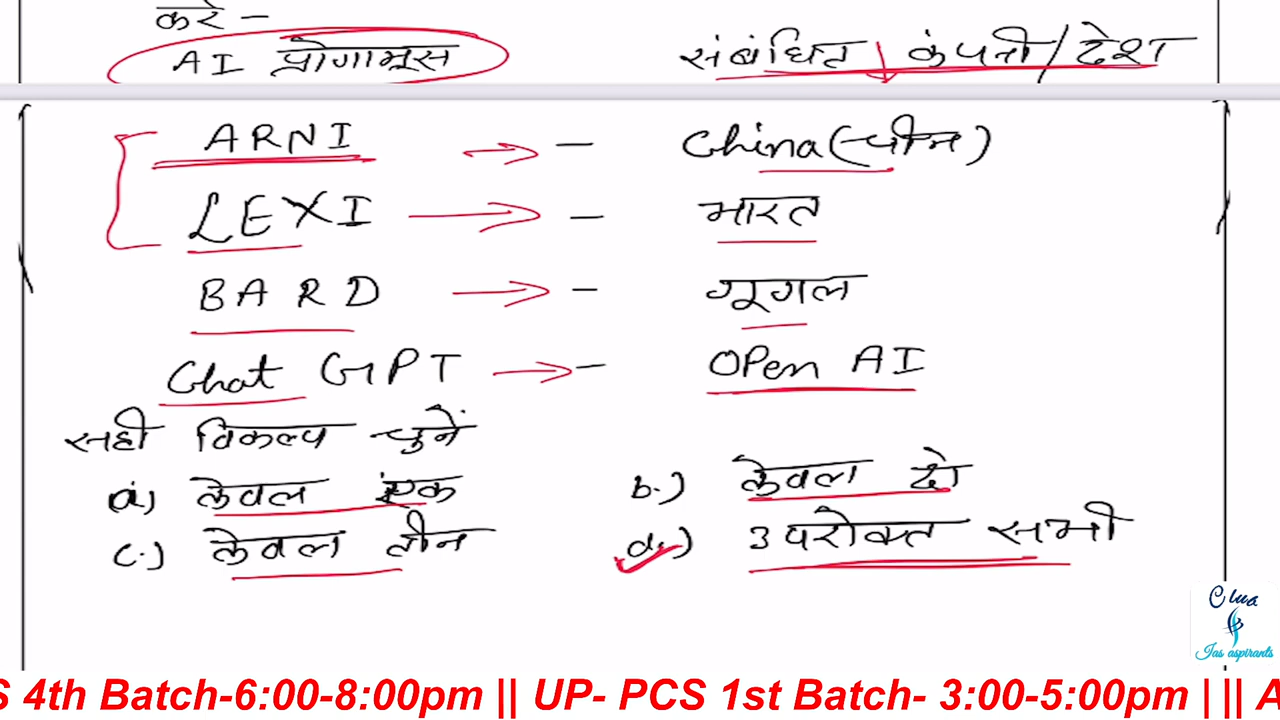 करे -
AI प्रोग्राम्स संबंधित कंपनी/देश
ARNI → - China (चीन)
LEXI → - भारत
BARD → - गूगल
Chat GPT → - OPen AI
सही विकल्प चुनें
a.) केवल एक b.) केवल दो
c.) केवल तीन d.) उपरोक्त सभी
Clua
Ias aspirants
S 4th Batch-6:00-8:00pm || UP- PCS 1st Batch- 3:00-5:00pm | || A